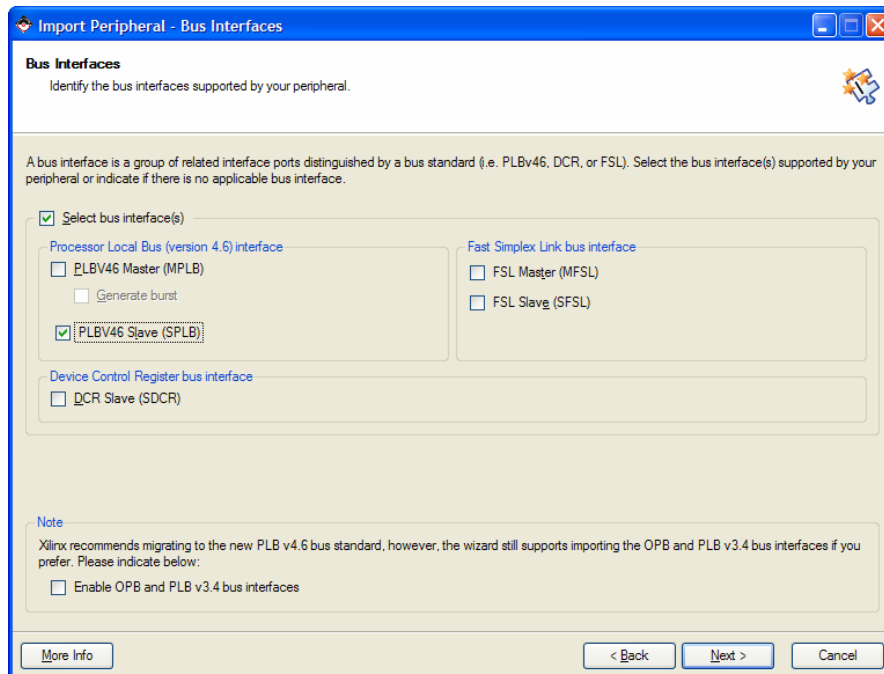 Import Peripheral - Bus Interfaces
Bus Interfaces
Identify the bus interfaces supported by your peripheral.
A bus interface is a group of related interface ports distinguished by a bus standard (i.e. PLBv46, DCR, or FSL). Select the bus interface(s) supported by your
peripheral or indicate if there is no applicable bus interface.
Select bus interface(s)
Processor Local Bus (version 4.6) interface
PLBV46 Master (MPLB)
Generate burst
PLBV46 Slave (SPLB)
Fast Simplex Link bus interface
FSL Master (MFSL)
FSL Slave (SFSL)
Device Control Register bus interface
DCR Slave (SDCR)
Note
Xilinx recommends migrating to the new PLB v4.6 bus standard, however, the wizard still supports importing the OPB and PLB v3.4 bus interfaces if you
prefer. Please indicate below:
Enable OPB and PLB v3.4 bus interfaces
More Info
< Back
Next >
Cancel